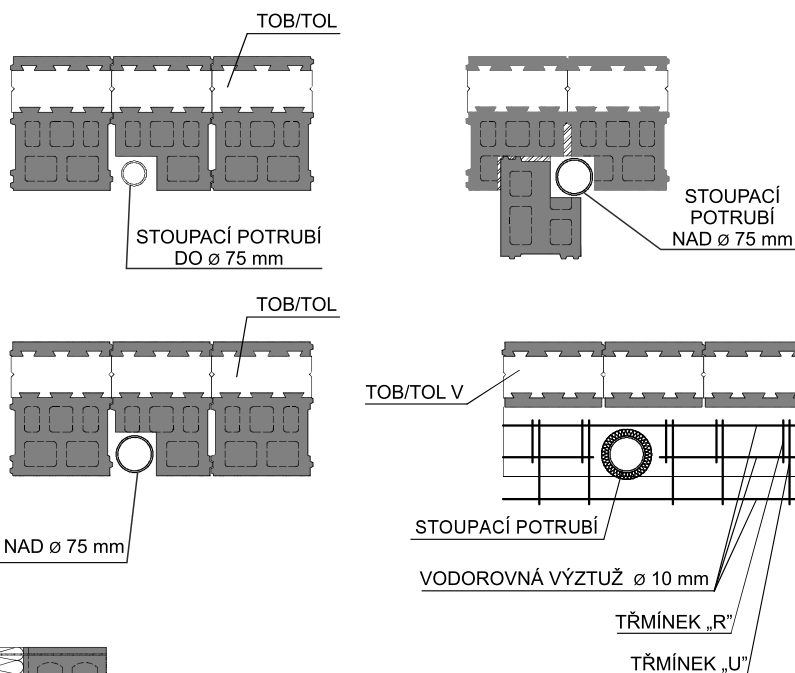 TOB/TOL
STOUPACÍ POTRUBÍ
DO Ø 75 mm
STOUPACÍ
POTRUBÍ
NAD Ø 75 mm
TOB/TOL
NAD Ø 75 mm
TOB/TOL V
STOUPACÍ POTRUBÍ
VODOROVNÁ VÝZTUŽ Ø 10 mm
TŘMÍNEK „R”
TŘMÍNEK „U”